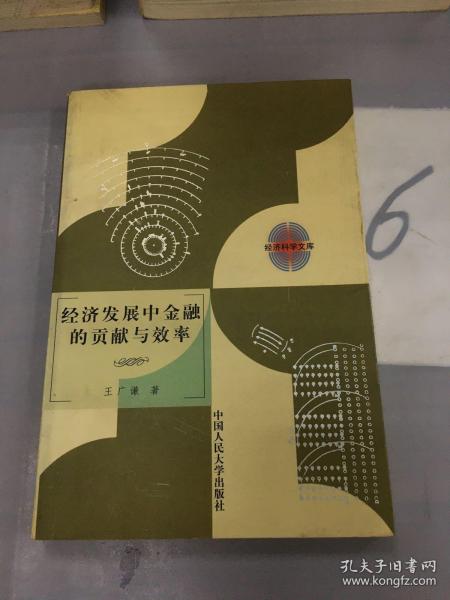 经济科学文库
经济发展中金融
的贡献与效率
王广谦 著
中国人民大学出版社
6
孔夫子旧书网
www.kongfz.com